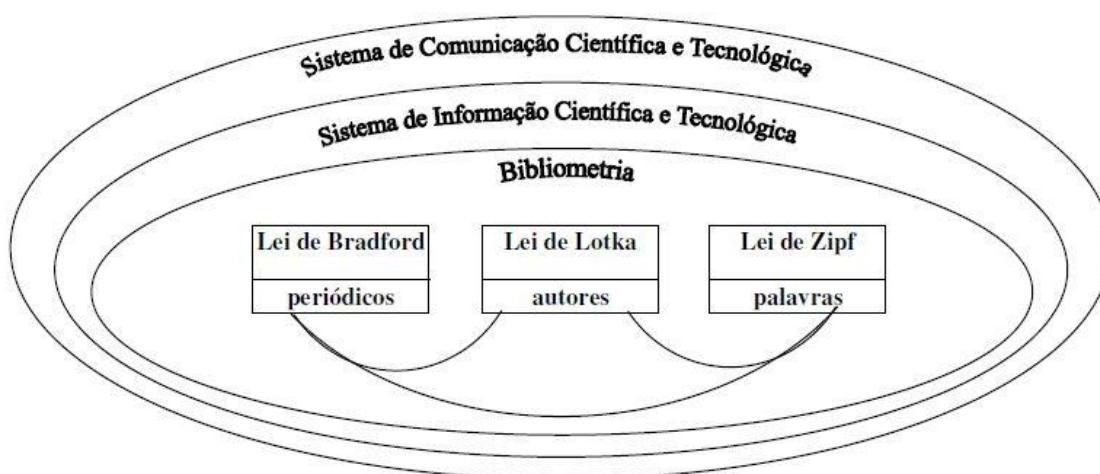 Sistema de Comunicação Científica e Tecnológica
Sistema de Informação Científica e Tecnológica
Bibliometria
Lei de Bradford
periódicos
Lei de Lotka
autores
Lei de Zipf
palavras